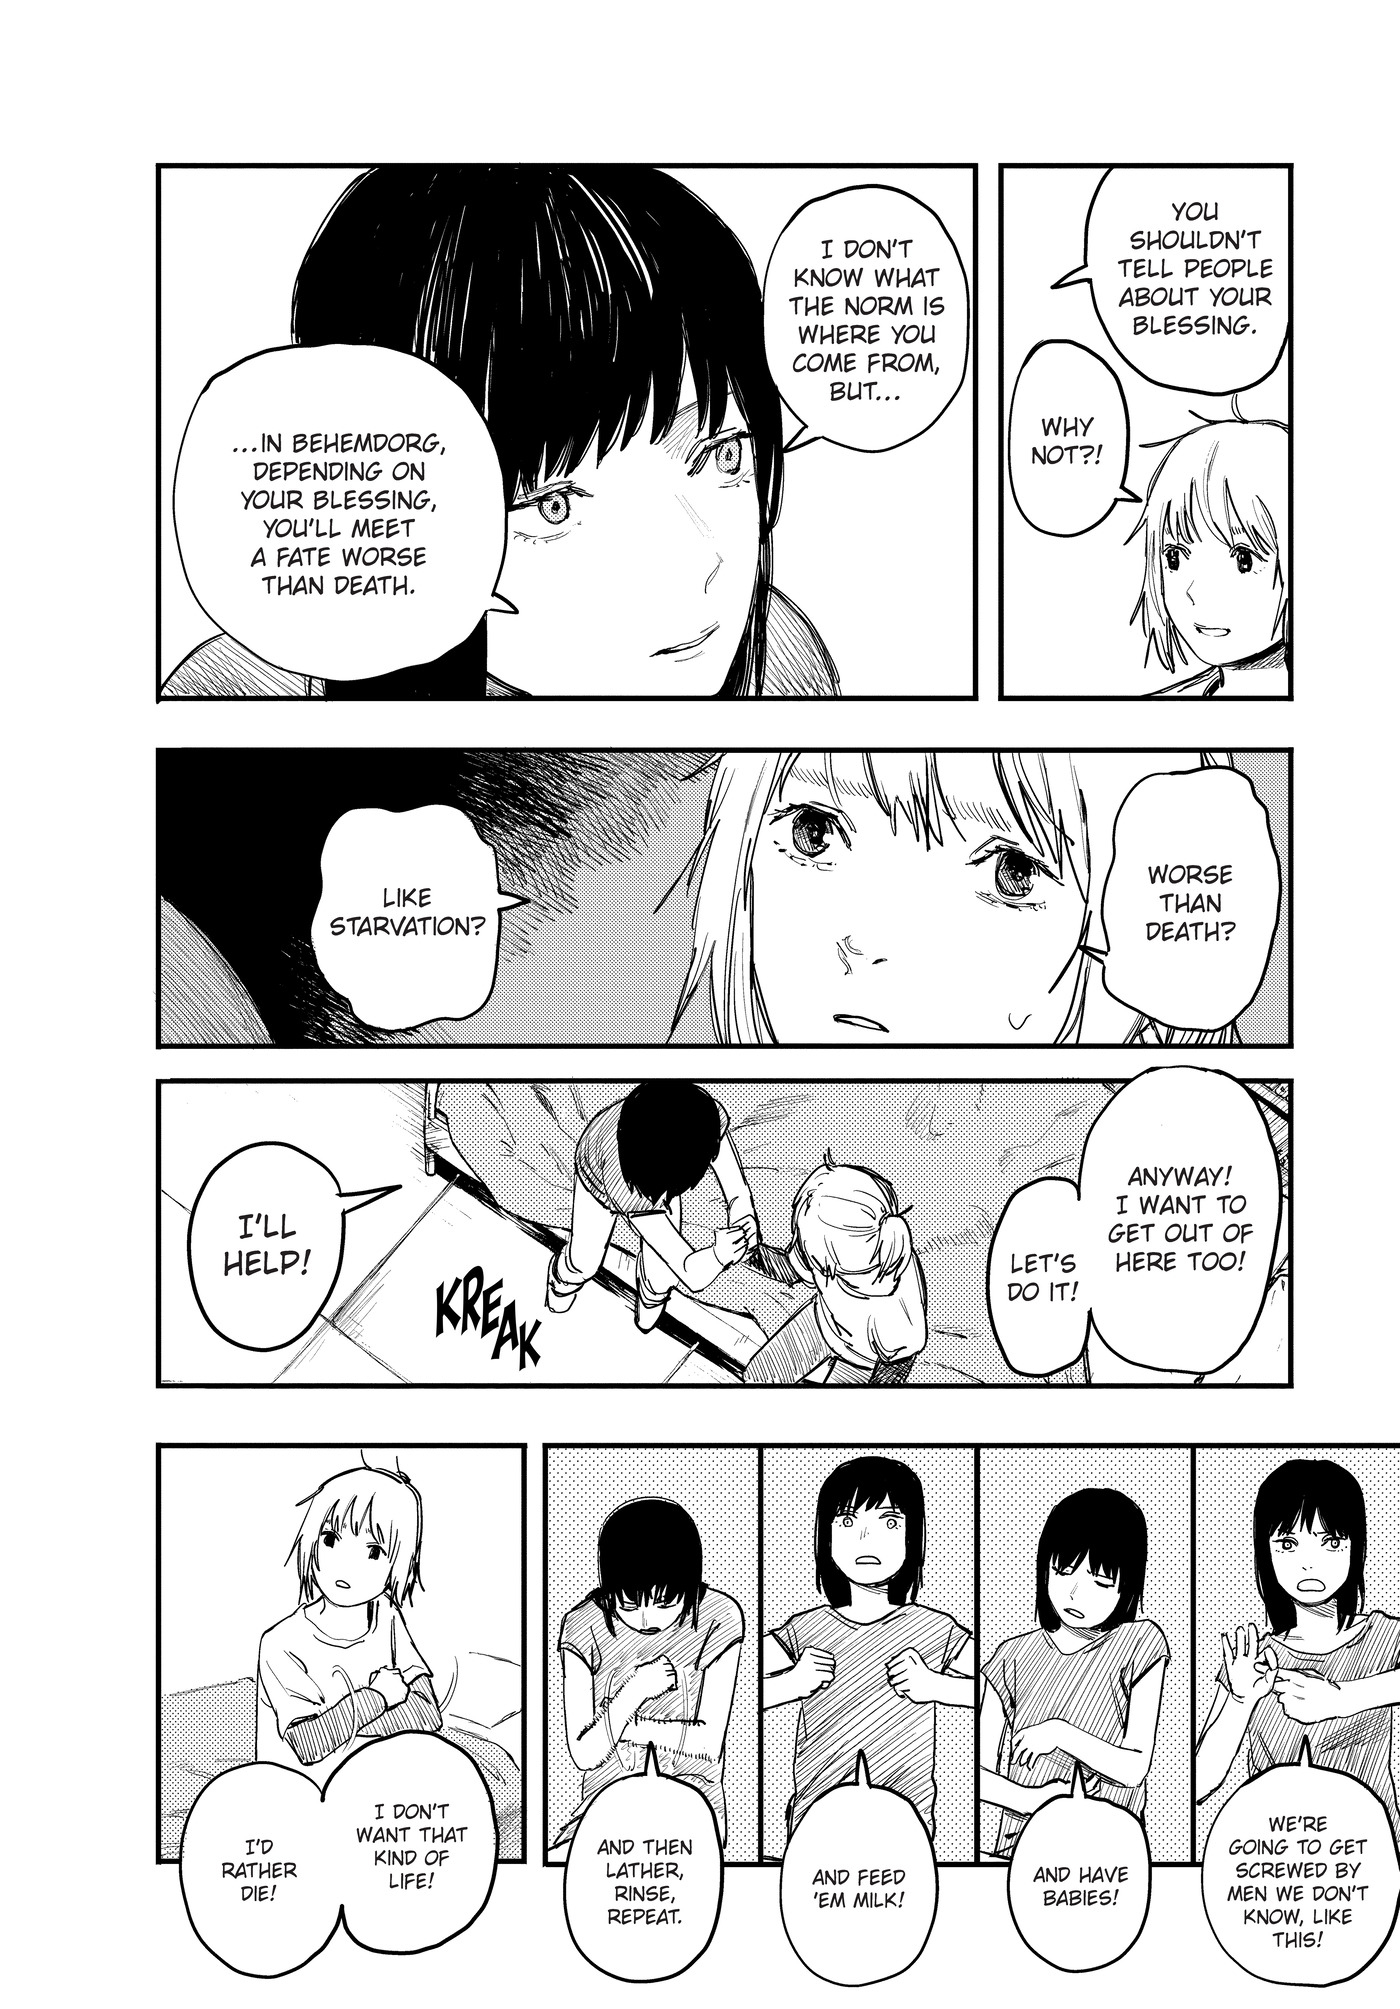 YOU
SHOULDN'T
TELL PEOPLE
ABOUT YOUR
BLESSING.
WHY
NOT?!
I DON'T
KNOW WHAT
THE NORM IS
WHERE YOU
COME FROM,
BUT...
...IN BEHEMDORG,
DEPENDING ON
YOUR BLESSING,
YOU'LL MEET
A FATE WORSE
THAN DEATH.
WORSE
THAN
DEATH?
LIKE
STARVATION?
ANYWAY!
I WANT TO
GET OUT OF
HERE TOO!
LET'S
DO IT!
KREAK
I'LL
HELP!
WE'RE
GOING TO GET
SCREWED BY
MEN WE DON'T
KNOW, LIKE
THIS!
AND HAVE
BABIES!
AND FEED
'EM MILK!
AND THEN
LATHER,
RINSE,
REPEAT.
I DON'T
WANT THAT
KIND OF
LIFE!
I'D
RATHER
DIE!